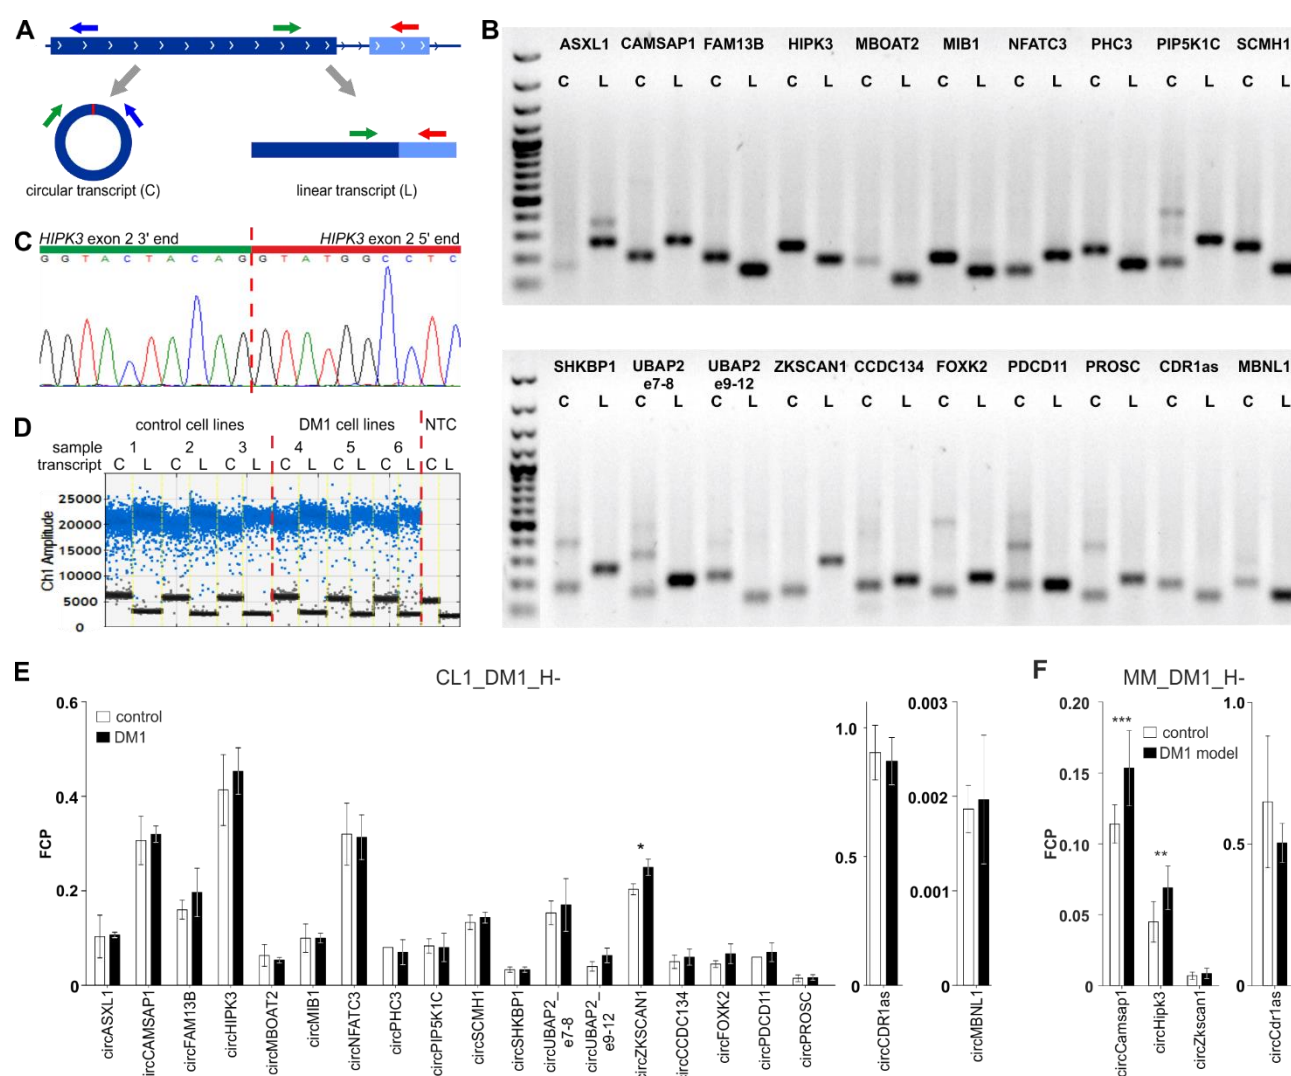 A
circular transcript (C)
linear transcript (L)
B
ASXL1 CAMSAP1 FAM13B HIPK3 MBOAT2 MIB1 NFATC3 PHC3 PIP5K1C SCMH1
C L C L C L C L C L C L C L C L C L C L
SHKBP1 UBAP2 e7-8 UBAP2 e9-12 ZKSCAN1 CCDC134 FOXK2 PDCD11 PROSC CDR1as MBNL1
C L C L C L C L C L C L C L C L C L C L
C
HIPK3 exon 2 3' end HIPK3 exon 2 5' end
G G T A C T A C A G G T A T G G C C T C
D
control cell lines DM1 cell lines NTC
sample 1 2 3 4 5 6
transcript C L C L C L C L C L C L C L
Ch1 Amplitude
25000
20000
15000
10000
5000
0
E
CL1_DM1_H-
control
DM1
FCP
0.6
0.4
0.2
0
*
circASXL1
circCAMSAP1
circFAM13B
circHIPK3
circMBOAT2
circMIB1
circNFATC3
circPHC3
circPIP5K1C
circSCMH1
circSHKBP1
circUBAP2_
e7-8
circUBAP2_
e9-12
circZKSCAN1
circCCDC134
circFOXK2
circPDCD11
circPROSC
1.0
0.5
0
circCDR1as
0.003
0.002
0.001
0
circMBNL1
F
MM_DM1_H-
control
DM1 model
FCP
0.20
0.15
0.10
0.05
0
***
**
circCamsap1
circHipk3
circZkscan1
1.0
0.5
0
circCdr1as